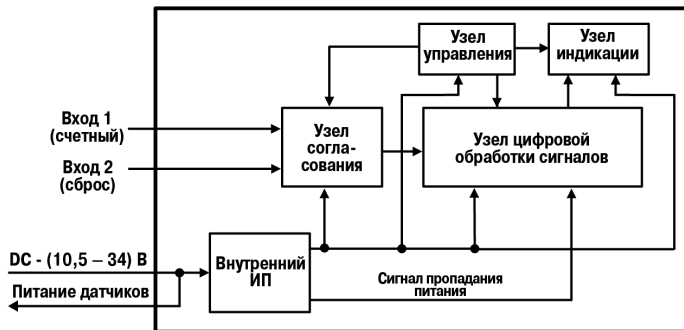 Узел
управления
Узел
индикации
Вход 1
(счетный)
Вход 2
(сброс)
Узел
согла-
сования
Узел цифровой
обработки сигналов
DC - (10,5 – 34) В
Питание датчиков
Внутренний
ИП
Сигнал пропадания
питания